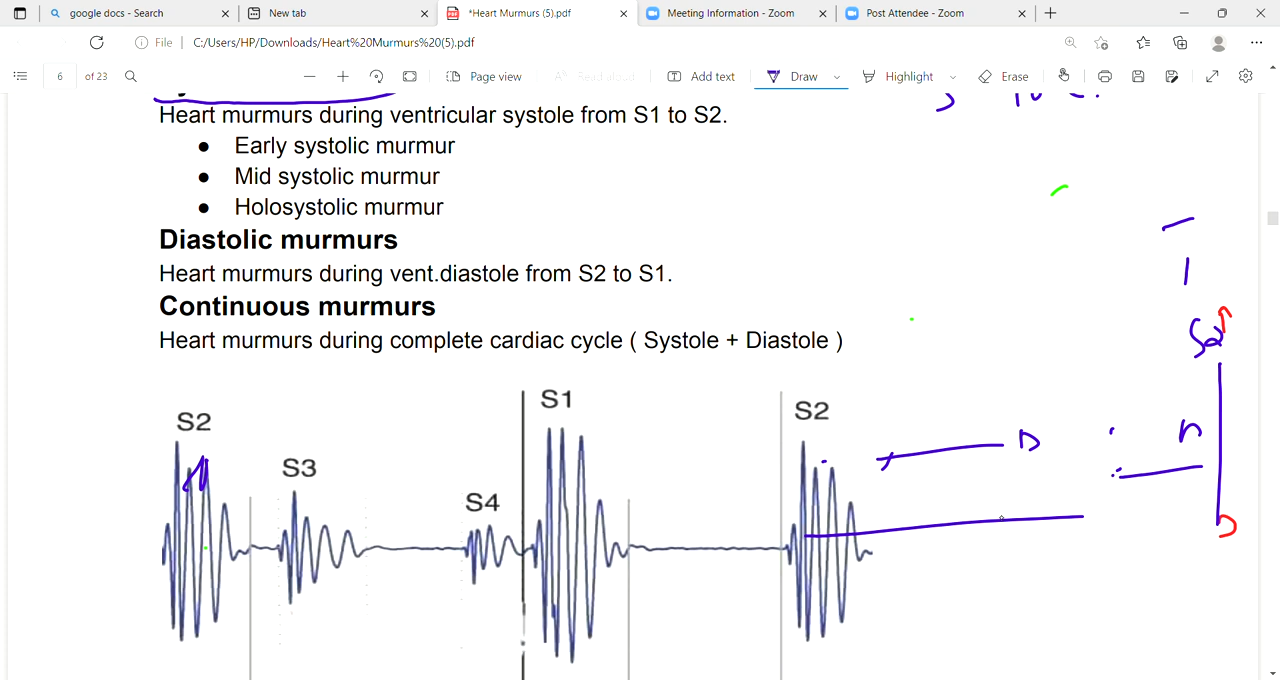 google docs - Search
New tab
*Heart Murmurs (5).pdf
Meeting Information - Zoom
Post Attendee - Zoom
File
C:/Users/HP/Downloads/Heart%20Murmurs%20(5).pdf
6 of 23
Page view
Read aloud
Add text
Draw
Highlight
Erase
Heart murmurs during ventricular systole from S1 to S2.
● Early systolic murmur
● Mid systolic murmur
● Holosystolic murmur
Diastolic murmurs
Heart murmurs during vent.diastole from S2 to S1.
Continuous murmurs
Heart murmurs during complete cardiac cycle ( Systole + Diastole )
S2
S3
S4
S1
S2
S2
D
n